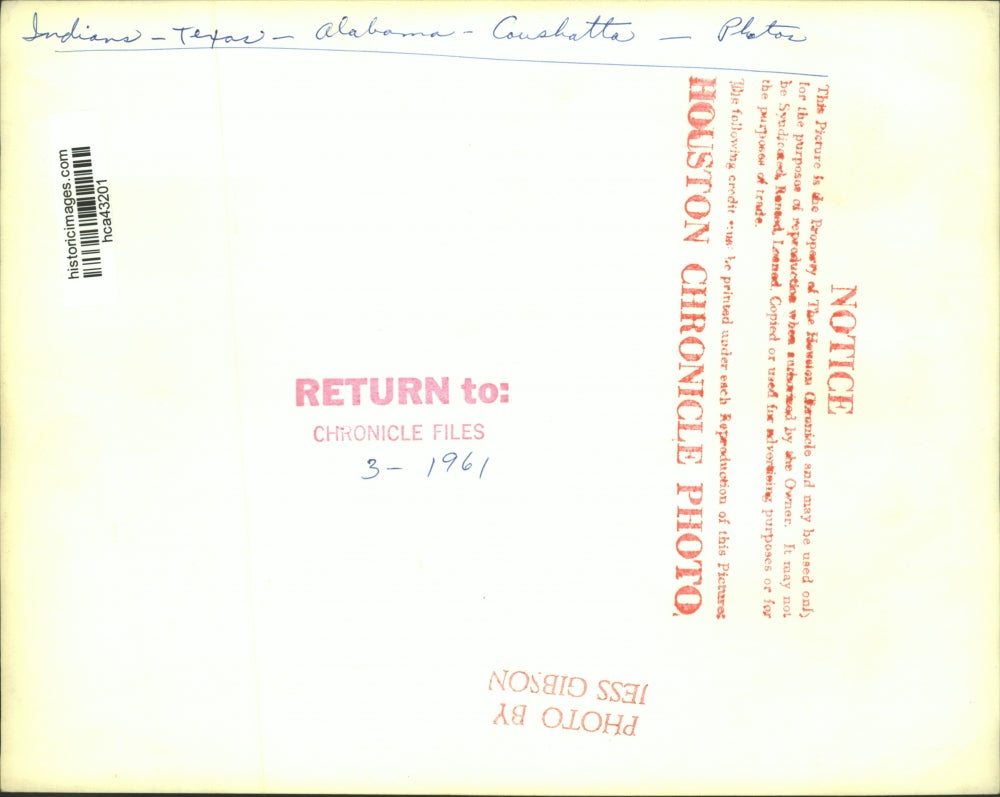 Indians - Texas - Alabama - Coushatta - Photos
historicimages.com
hca43201
NOTICE
This Picture is the Property of The Houston Chronicle and may be used only
for the purposes of reproduction when authorized by the Owner. It may not
be Syndicated, Rented, Loaned, Copied or used for advertising purposes or for
the purposes of trade.
The following credit must be printed under each Reproduction of this Picture:
HOUSTON CHRONICLE PHOTO
RETURN to:
CHRONICLE FILES
3 - 1961
PHOTO BY
JESS GIBSON